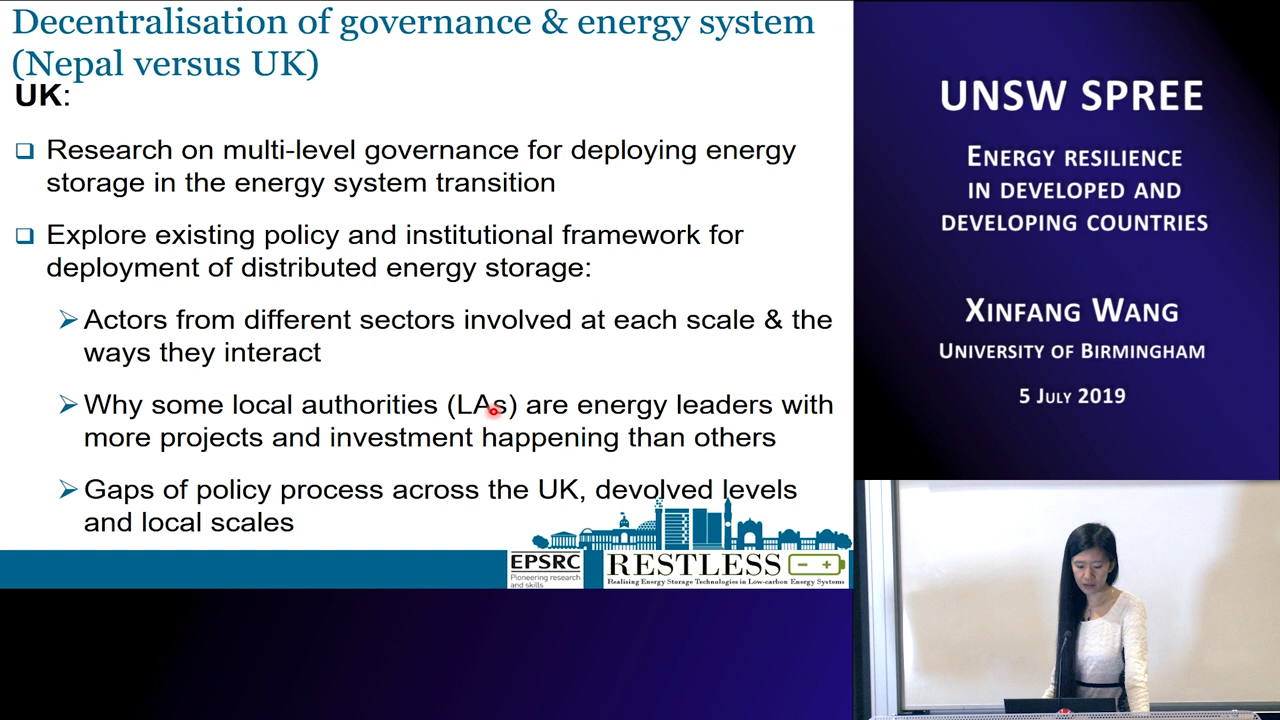 Decentralisation of governance & energy system
(Nepal versus UK)
UK:
❑ Research on multi-level governance for deploying energy
storage in the energy system transition
❑ Explore existing policy and institutional framework for
deployment of distributed energy storage:
➢ Actors from different sectors involved at each scale & the
ways they interact
➢ Why some local authorities (LAs) are energy leaders with
more projects and investment happening than others
➢ Gaps of policy process across the UK, devolved levels
and local scales
EPSRC
Pioneering research
and skills
RESTLESS
Realising Energy Storage Technologies in Low-carbon Energy Systems
UNSW SPREE
ENERGY RESILIENCE
IN DEVELOPED AND
DEVELOPING COUNTRIES
XINFANG WANG
UNIVERSITY OF BIRMINGHAM
5 JULY 2019